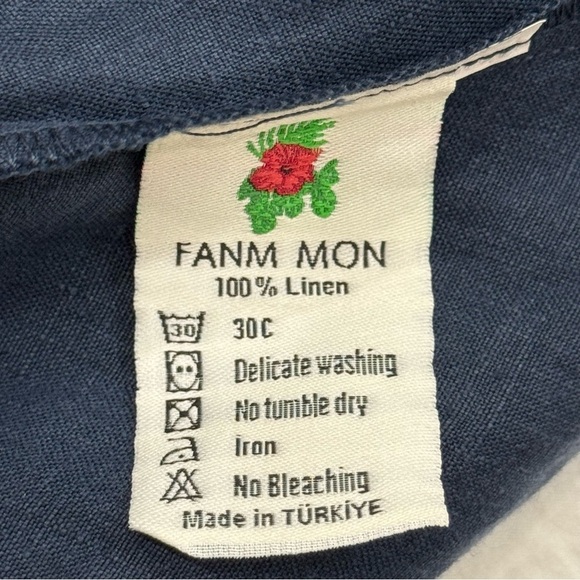 FANM MON
100% Linen
30 30C
Delicate washing
No tumble dry
Iron
No Bleaching
Made in TÜRKİYE